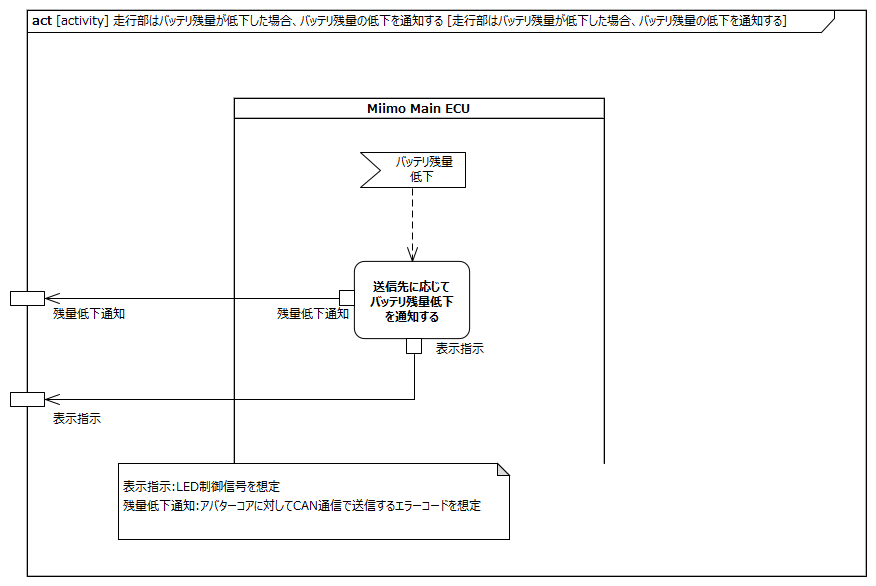 act [activity] 走行部はバッテリ残量が低下した場合、バッテリ残量の低下を通知する [走行部はバッテリ残量が低下した場合、バッテリ残量の低下を通知する]
Miimo Main ECU
バッテリ残量
低下
送信先に応じて
バッテリ残量低下
を通知する
残量低下通知
残量低下通知
表示指示
表示指示
表示指示:LED制御信号を想定
残量低下通知:アバターコアに対してCAN通信で送信するエラーコードを想定